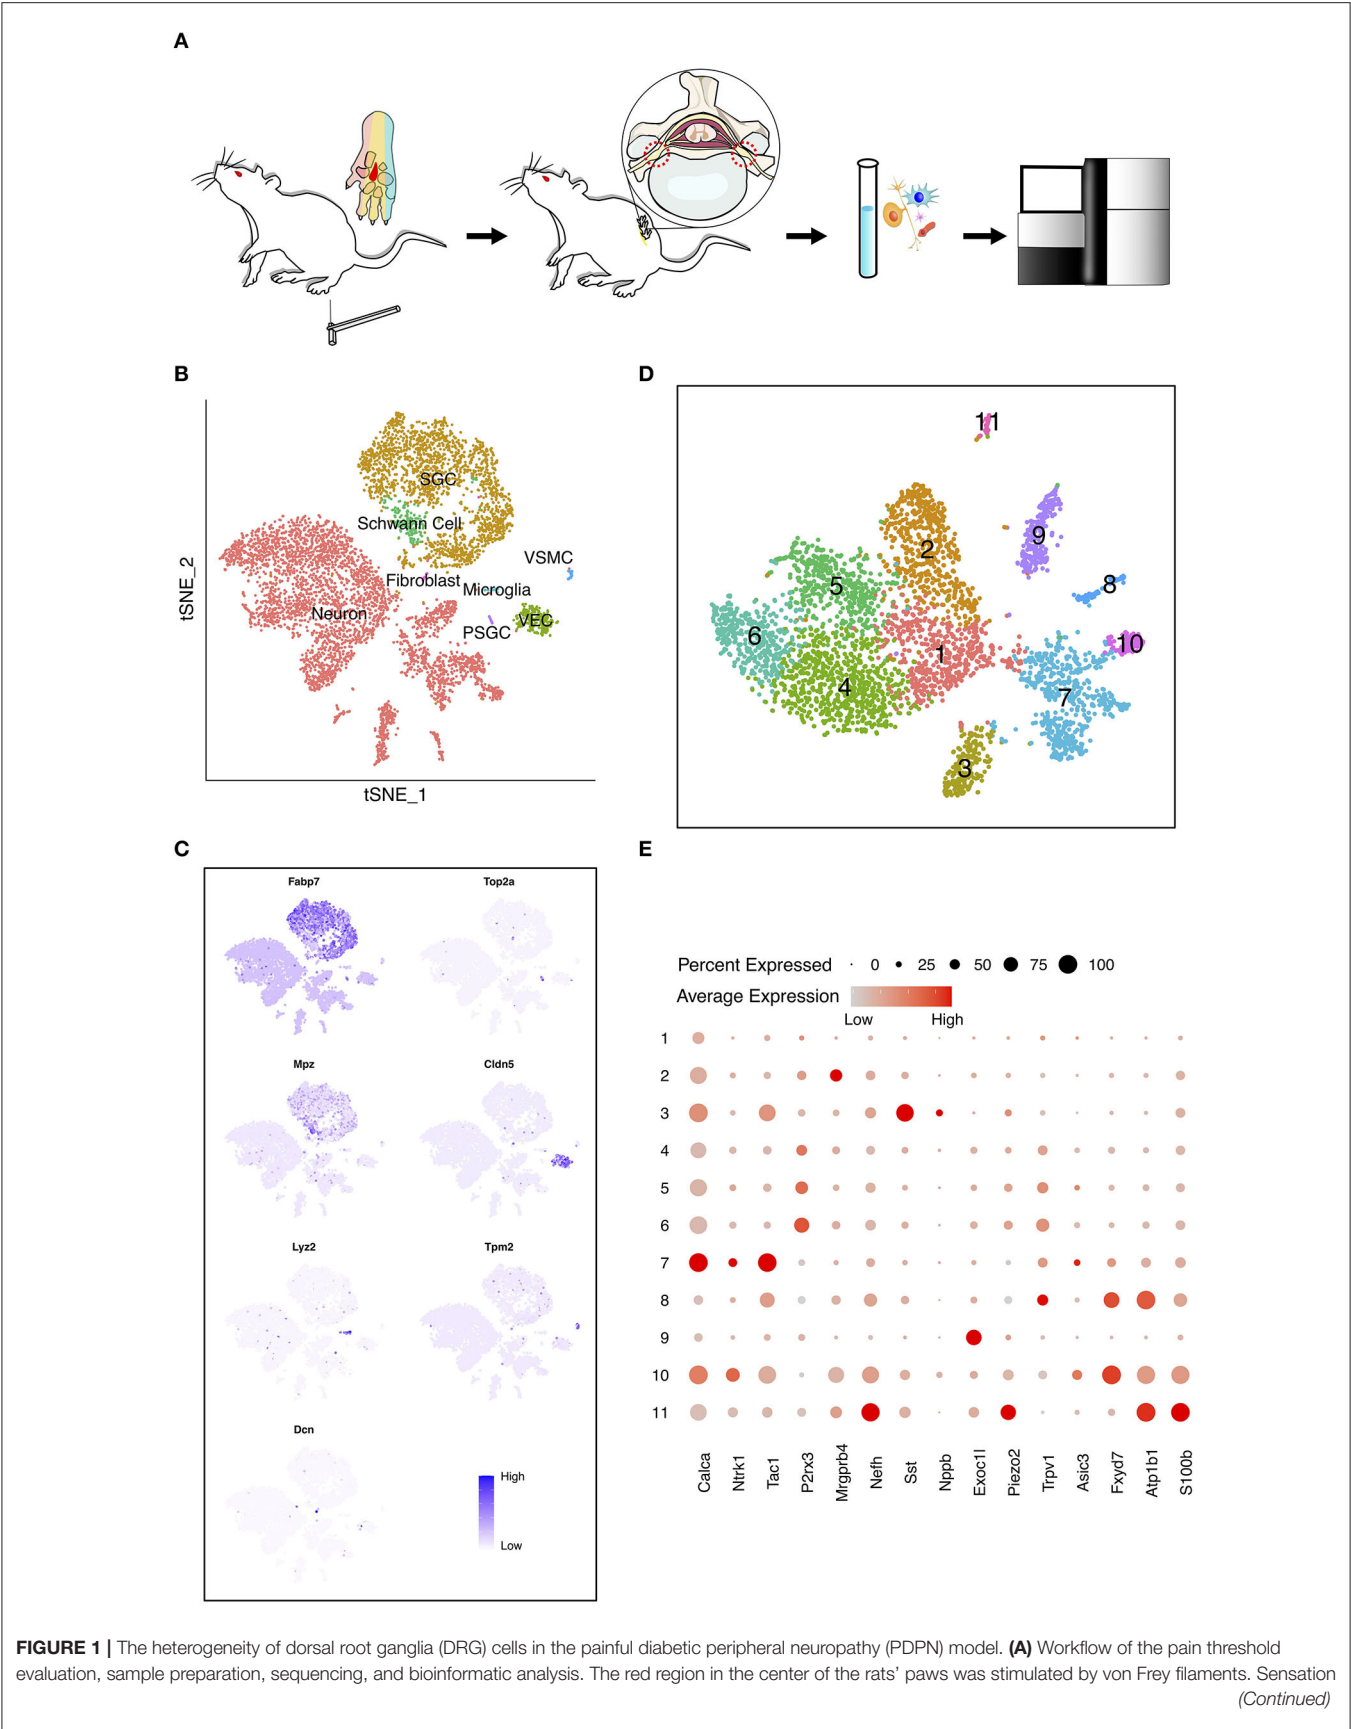 A
B
tSNE_2
SGC
Schwann Cell
VSMC
Fibroblast
Microglia
Neuron
PSGC
VEC
tSNE_1
D
11
2
9
5
8
6
10
1
4
7
3
C
Fabp7
Top2a
Mpz
Cldn5
Lyz2
Tpm2
Dcn
High
Low
E
Percent Expressed 0 25 50 75 100
Average Expression
Low High
1
2
3
4
5
6
7
8
9
10
11
Calca
Ntrk1
Tac1
P2rx3
Mrgprb4
Nefh
Sst
Nppb
Exoc1l
Piezo2
Trpv1
Asic3
Fxyd7
Atp1b1
S100b
FIGURE 1 | The heterogeneity of dorsal root ganglia (DRG) cells in the painful diabetic peripheral neuropathy (PDPN) model. (A) Workflow of the pain threshold
evaluation, sample preparation, sequencing, and bioinformatic analysis. The red region in the center of the rats’ paws was stimulated by von Frey filaments. Sensation
(Continued)